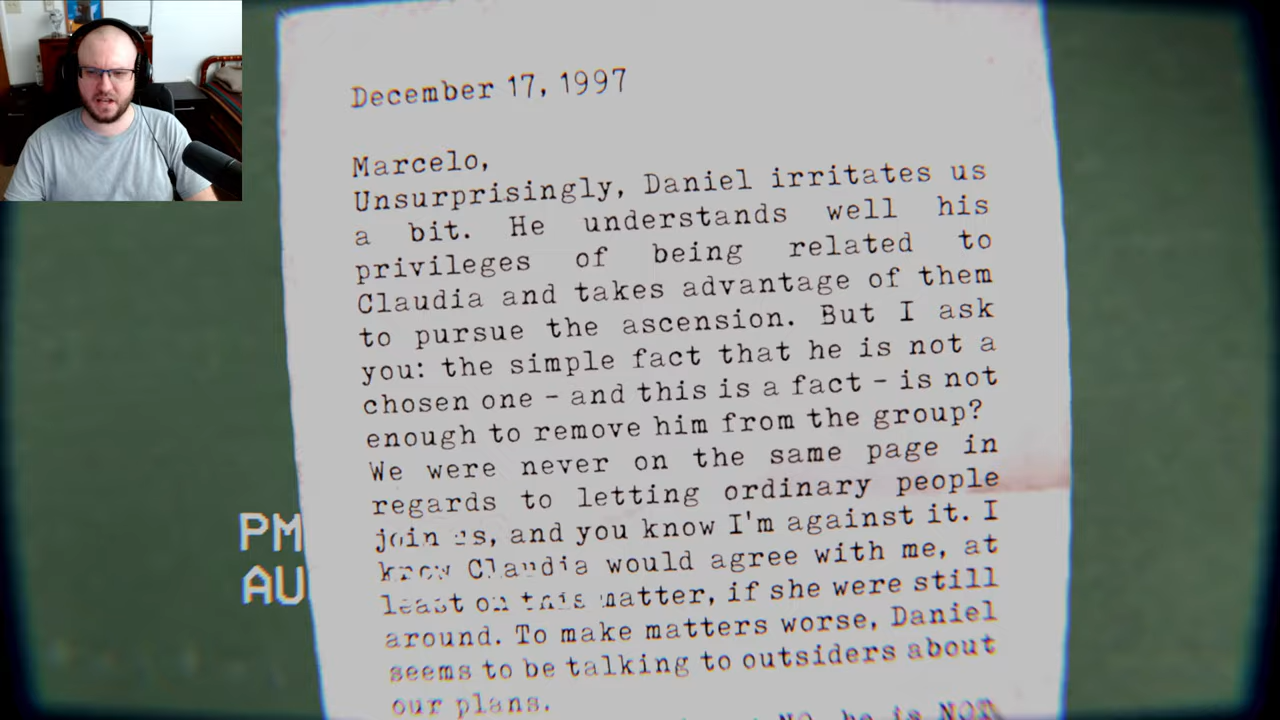 December 17, 1997
Marcelo,
Unsurprisingly, Daniel irritates us
a bit. He understands well his
privileges of being related to
Claudia and takes advantage of them
to pursue the ascension. But I ask
you: the simple fact that he is not a
chosen one - and this is a fact - is not
enough to remove him from the group?
We were never on the same page in
regards to letting ordinary people
join us, and you know I'm against it. I
know Claudia would agree with me, at
least on this matter, if she were still
around. To make matters worse, Daniel
seems to be talking to outsiders about
our plans.
NO, he is NOT
PM
AU